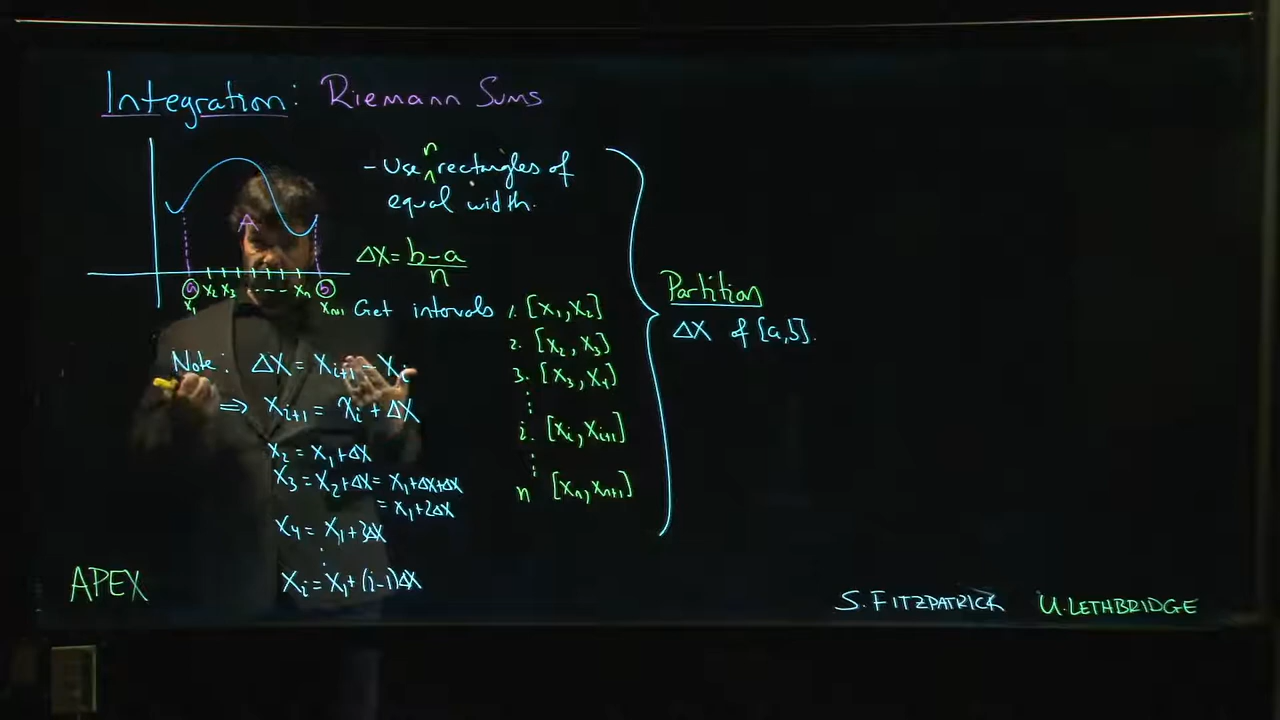 Integration: Riemann Sums
- Use n rectangles of
equal width.
A
Δx = b-a/n
a x₂ x₃ ---- xₙ b
x₁ xₙ₊₁
Get intervals 1. [x₁,x₂]
2. [x₂,x₃]
3. [x₃,x₄]
⋮
i. [xᵢ,xᵢ₊₁]
⋮
n [xₙ,xₙ₊₁]
Partition
Δx of [a,b].
Note: Δx = xᵢ₊₁ - xᵢ
⇒ xᵢ₊₁ = xᵢ + Δx
x₂ = x₁+Δx
x₃ = x₂+Δx = x₁+Δx+Δx
= x₁+2Δx
x₄ = x₁+3Δx
⋮
xᵢ = x₁+(i-1)Δx
APEX
S. FITZPATRICK U. LETHBRIDGE